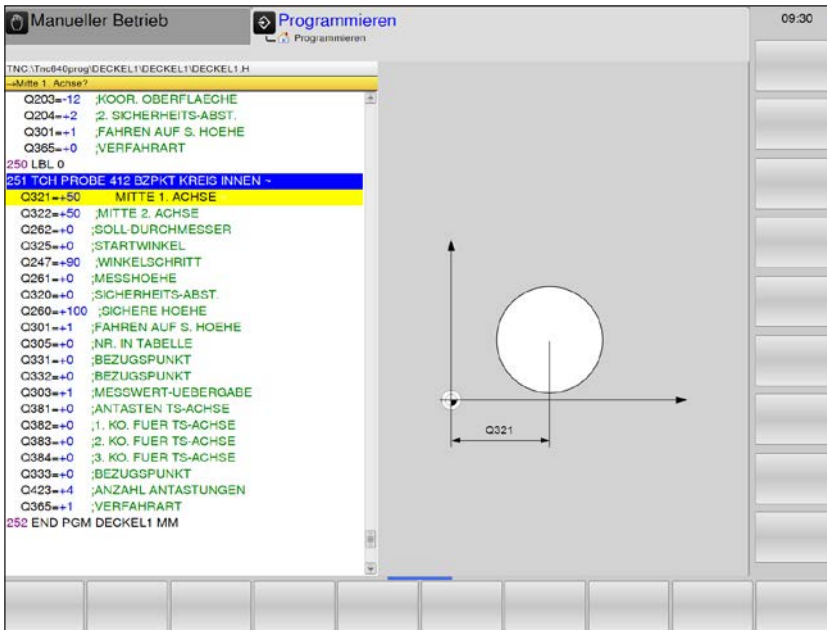 Manueller Betrieb
Programmieren
Programmieren
09:30
TNC:\Tnc640prog\DECKEL1\DECKEL1\DECKEL1.H
→Mitte 1. Achse?
Q203=-12 ;KOOR. OBERFLAECHE
Q204=+2 ;2. SICHERHEITS-ABST.
Q301=+1 ;FAHREN AUF S. HOEHE
Q365=+0 ;VERFAHRART
250 LBL 0
251 TCH PROBE 412 BZPKT KREIS INNEN ~
Q321=+50 MITTE 1. ACHSE
Q322=+50 ;MITTE 2. ACHSE
Q262=+0 ;SOLL-DURCHMESSER
Q325=+0 ;STARTWINKEL
Q247=+90 ;WINKELSCHRITT
Q261=+0 ;MESSHOEHE
Q320=+0 ;SICHERHEITS-ABST.
Q260=+100 ;SICHERE HOEHE
Q301=+1 ;FAHREN AUF S. HOEHE
Q305=+0 ;NR. IN TABELLE
Q331=+0 ;BEZUGSPUNKT
Q332=+0 ;BEZUGSPUNKT
Q303=+1 ;MESSWERT-UEBERGABE
Q381=+0 ;ANTASTEN TS-ACHSE
Q382=+0 ;1. KO. FUER TS-ACHSE
Q383=+0 ;2. KO. FUER TS-ACHSE
Q384=+0 ;3. KO. FUER TS-ACHSE
Q333=+0 ;BEZUGSPUNKT
Q423=+4 ;ANZAHL ANTASTUNGEN
Q365=+1 ;VERFAHRART
252 END PGM DECKEL1 MM
Q321